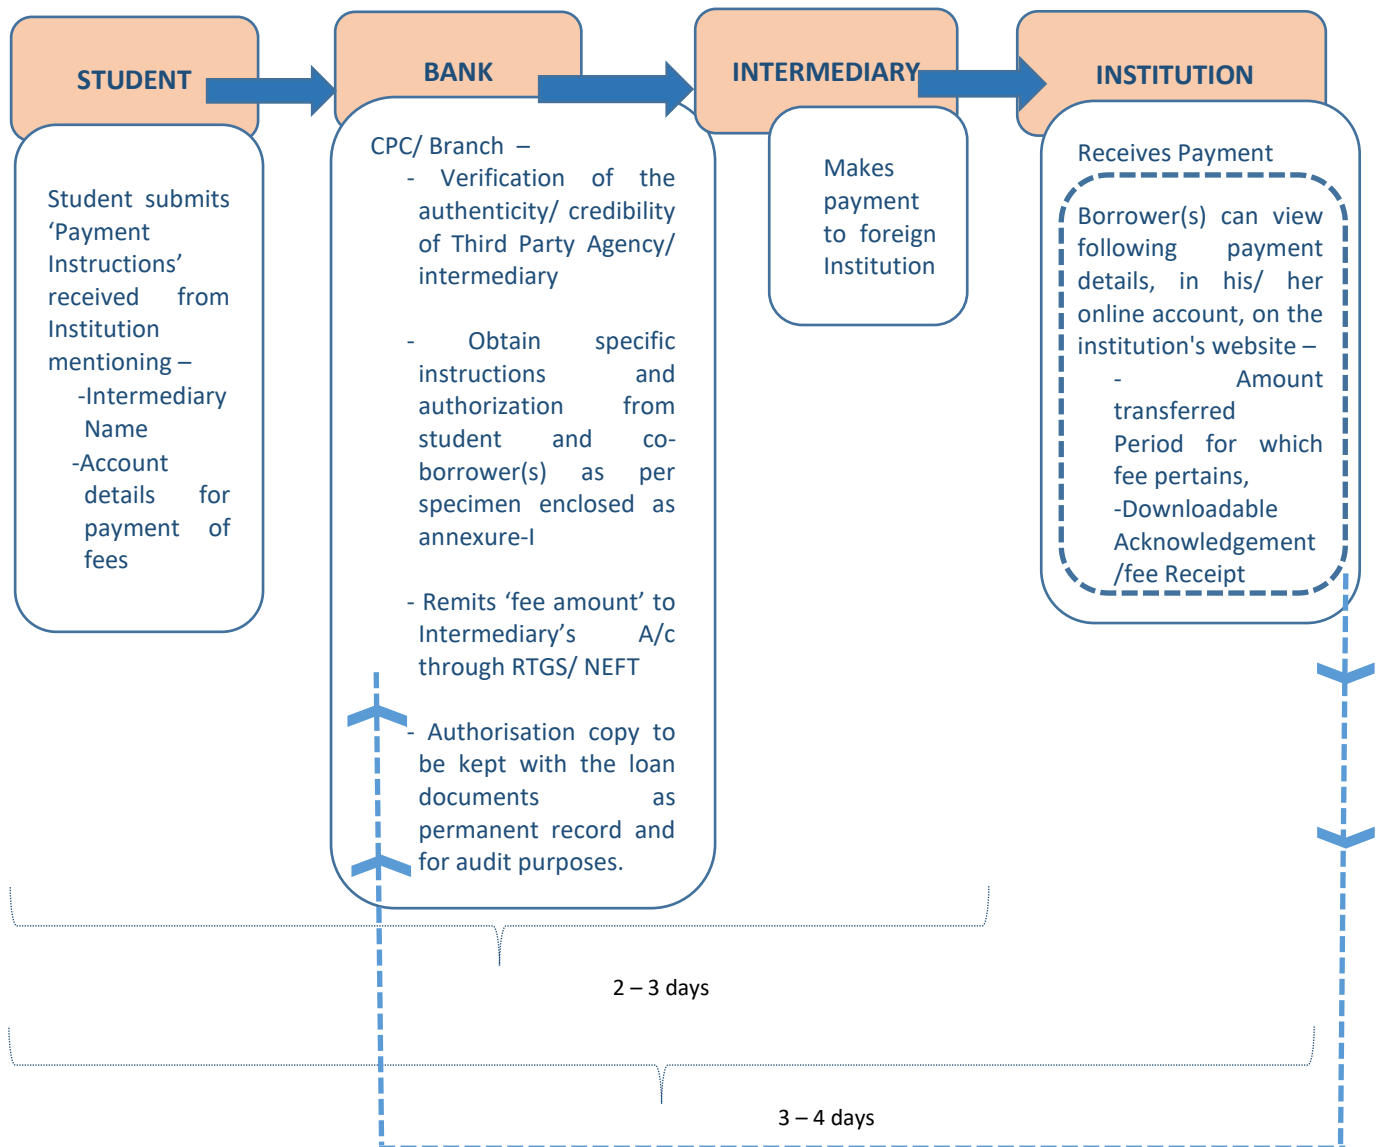 STUDENT
BANK
INTERMEDIARY
INSTITUTION
Student submits
‘Payment
Instructions’
received from
Institution
mentioning –
-Intermediary
Name
-Account
details for
payment of
fees
CPC/ Branch –
- Verification of the
authenticity/ credibility
of Third Party Agency/
intermediary
- Obtain specific
instructions and
authorization from
student and co-
borrower(s) as per
specimen enclosed as
annexure-I
- Remits ‘fee amount’ to
Intermediary’s A/c
through RTGS/ NEFT
- Authorisation copy to
be kept with the loan
documents as
permanent record and
for audit purposes.
Makes
payment
to foreign
Institution
Receives Payment
Borrower(s) can view
following payment
details, in his/ her
online account, on the
institution's website –
- Amount
transferred
Period for which
fee pertains,
-Downloadable
Acknowledgement
/fee Receipt
2 – 3 days
3 – 4 days